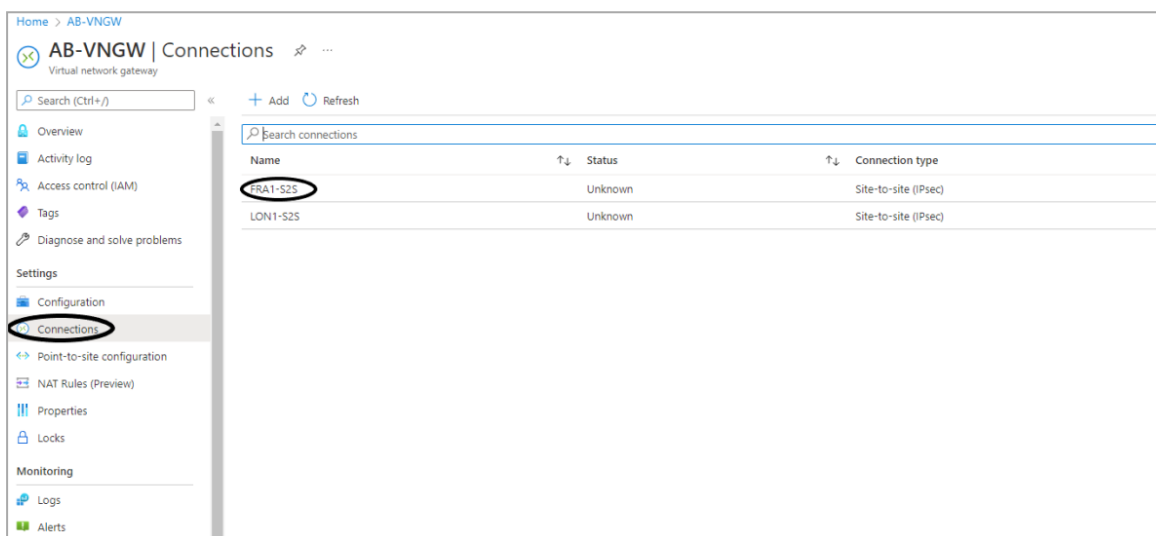 Home > AB-VNGW
AB-VNGW | Connections ...
Virtual network gateway
Search (Ctrl+/) «
+ Add Refresh
Overview
Activity log
Access control (IAM)
Tags
Diagnose and solve problems
Settings
Configuration
Connections
Point-to-site configuration
NAT Rules (Preview)
Properties
Locks
Monitoring
Logs
Alerts
Search connections
Name ↑↓ Status ↑↓ Connection type
FRA1-S2S Unknown Site-to-site (IPsec)
LON1-S2S Unknown Site-to-site (IPsec)